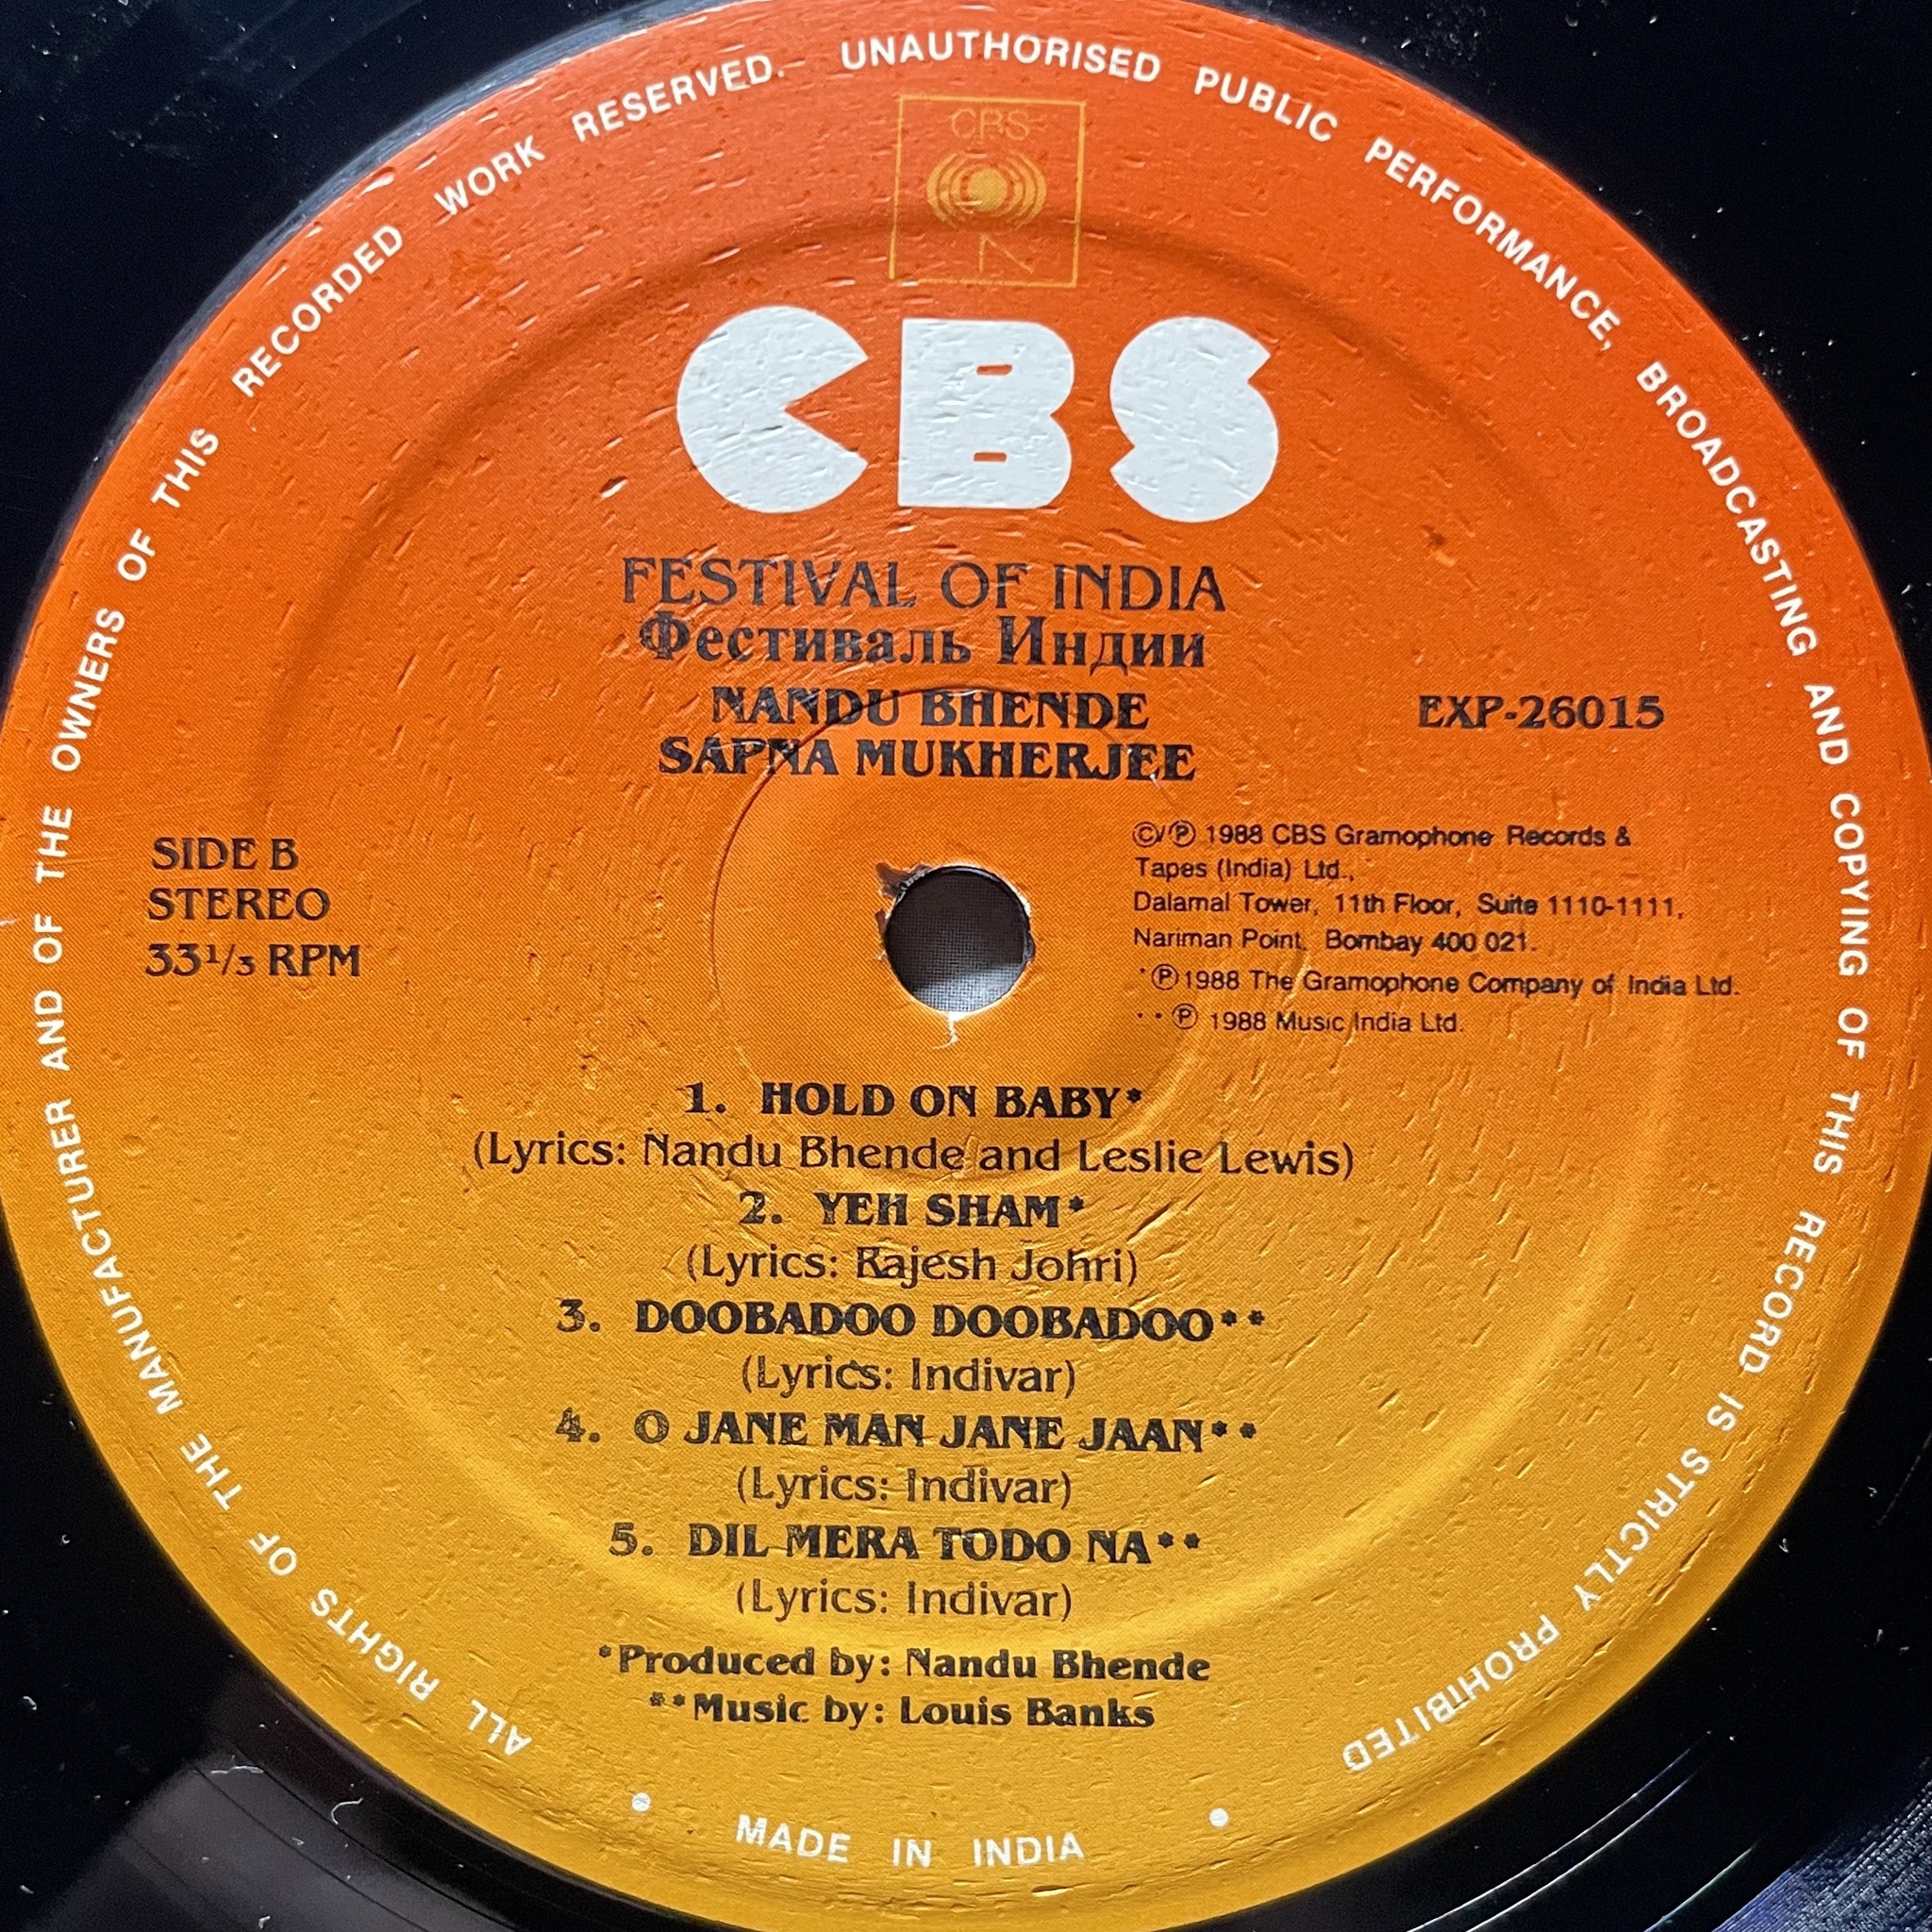 ALL RIGHTS OF THE MANUFACTURER AND OF THE OWNERS OF THIS RECORDED WORK RESERVED. UNAUTHORISED PUBLIC PERFORMANCE, BROADCASTING AND COPYING OF THIS RECORD IS STRICTLY PROHIBITED
CBS
CBS
FESTIVAL OF INDIA
Фестиваль Индии
NANDU BHENDE
SAPNA MUKHERJEE
EXP-26015
SIDE B
STEREO
33 1/3 RPM
©/℗ 1988 CBS Gramophone Records &
Tapes (India) Ltd.,
Dalamal Tower, 11th Floor, Suite 1110-1111,
Nariman Point, Bombay 400 021.
*℗ 1988 The Gramophone Company of India Ltd.
**℗ 1988 Music India Ltd.
1. HOLD ON BABY*
(Lyrics: Nandu Bhende and Leslie Lewis)
2. YEH SHAM*
(Lyrics: Rajesh Johri)
3. DOOBADOO DOOBADOO**
(Lyrics: Indivar)
4. O JANE MAN JANE JAAN**
(Lyrics: Indivar)
5. DIL MERA TODO NA**
(Lyrics: Indivar)
*Produced by: Nandu Bhende
**Music by: Louis Banks
• MADE IN INDIA •